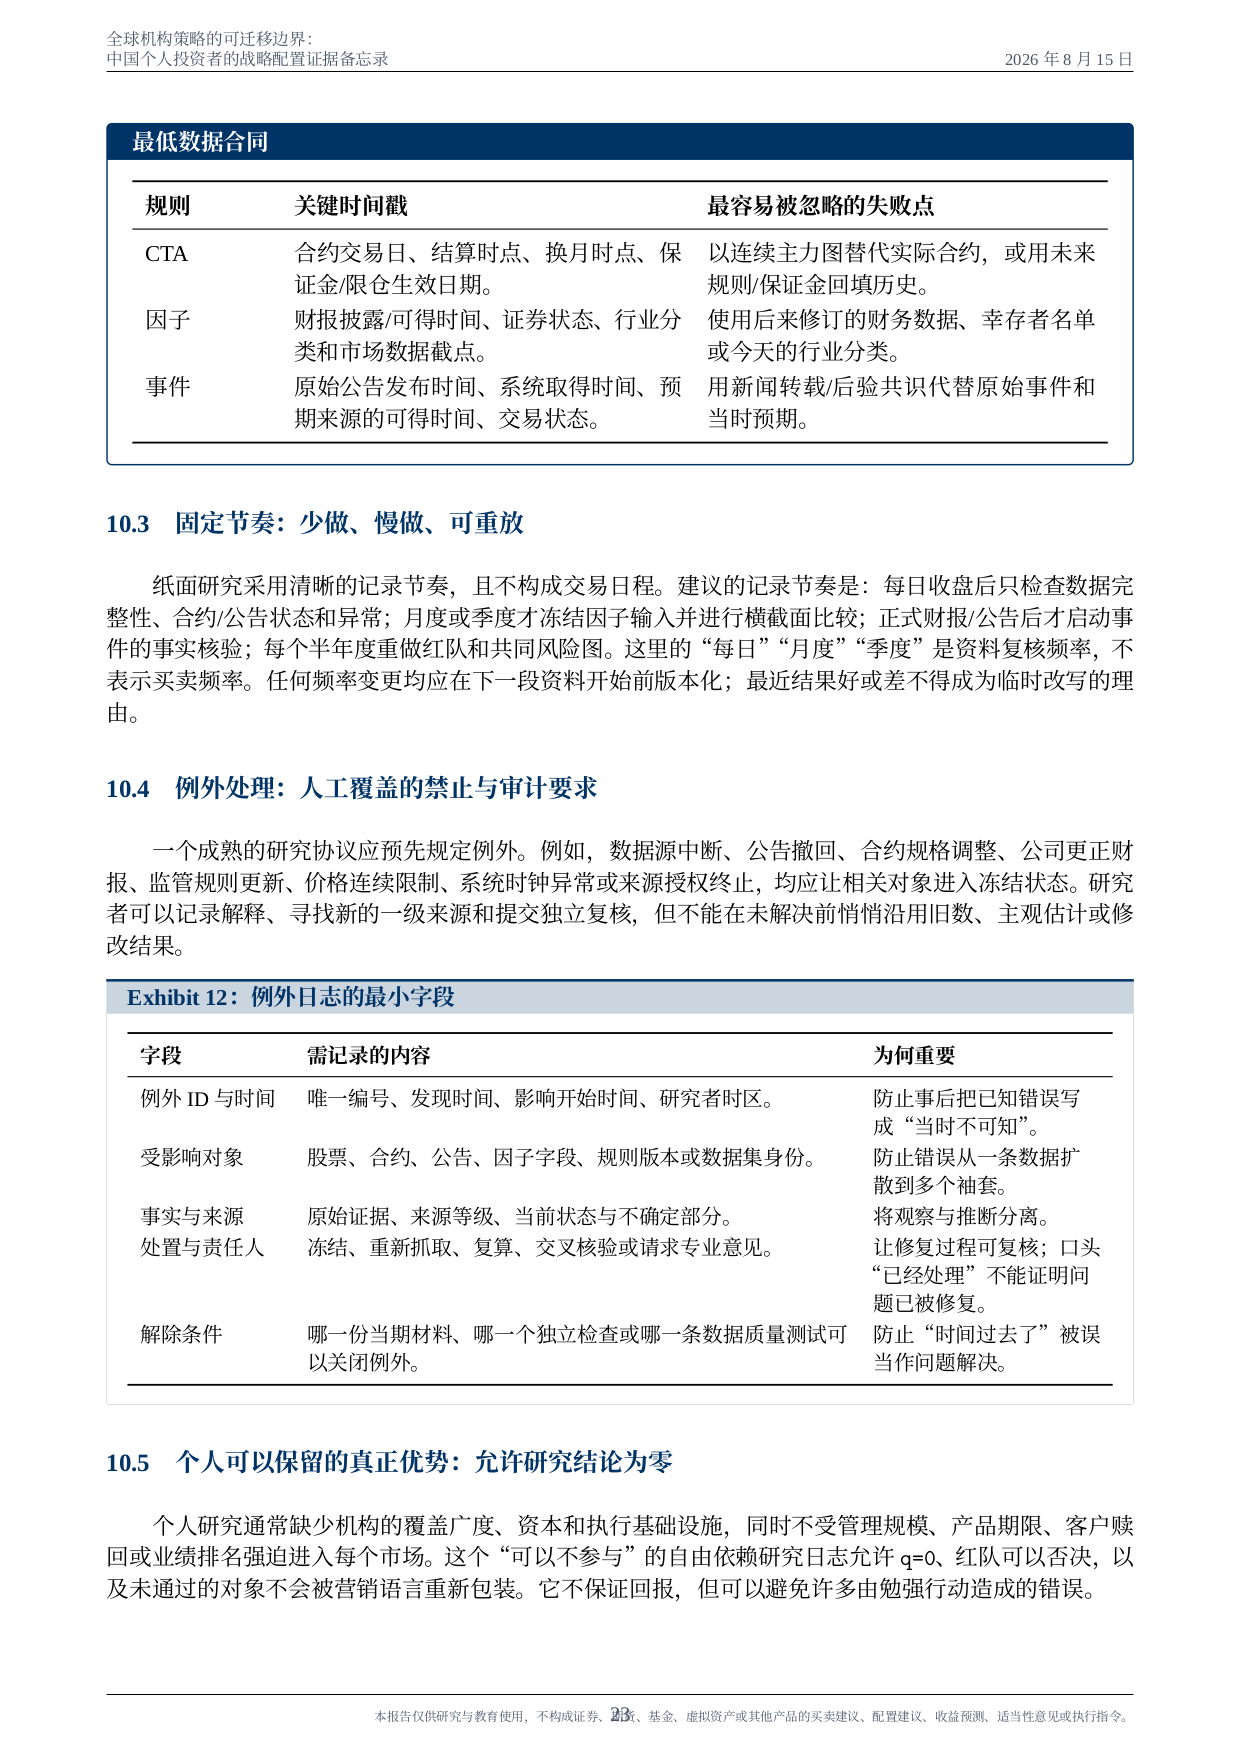 全球机构策略的可迁移边界：
中国个人投资者的战略配置证据备忘录
2026 年 8 月 15 日
最低数据合同
规则 关键时间戳 最容易被忽略的失败点
CTA 合约交易日、结算时点、换月时点、保 以连续主力图替代实际合约，或用未来
证金/限仓生效日期。 规则/保证金回填历史。
因子 财报披露/可得时间、证券状态、行业分 使用后来修订的财务数据、幸存者名单
类和市场数据截点。 或今天的行业分类。
事件 原始公告发布时间、系统取得时间、预 用新闻转载/后验共识代替原始事件和
期来源的可得时间、交易状态。 当时预期。
10.3 固定节奏：少做、慢做、可重放
纸面研究采用清晰的记录节奏，且不构成交易日程。建议的记录节奏是：每日收盘后只检查数据完
整性、合约/公告状态和异常；月度或季度才冻结因子输入并进行横截面比较；正式财报/公告后才启动事
件的事实核验；每个半年度重做红队和共同风险图。这里的“每日”“月度”“季度”是资料复核频率，不
表示买卖频率。任何频率变更均应在下一段资料开始前版本化；最近结果好或差不得成为临时改写的理
由。
10.4 例外处理：人工覆盖的禁止与审计要求
一个成熟的研究协议应预先规定例外。例如，数据源中断、公告撤回、合约规格调整、公司更正财
报、监管规则更新、价格连续限制、系统时钟异常或来源授权终止，均应让相关对象进入冻结状态。研究
者可以记录解释、寻找新的一级来源和提交独立复核，但不能在未解决前悄悄沿用旧数、主观估计或修
改结果。
Exhibit 12：例外日志的最小字段
字段 需记录的内容 为何重要
例外 ID 与时间 唯一编号、发现时间、影响开始时间、研究者时区。 防止事后把已知错误写
成“当时不可知”。
受影响对象 股票、合约、公告、因子字段、规则版本或数据集身份。 防止错误从一条数据扩
散到多个袖套。
事实与来源 原始证据、来源等级、当前状态与不确定部分。 将观察与推断分离。
处置与责任人 冻结、重新抓取、复算、交叉核验或请求专业意见。 让修复过程可复核；口头
“已经处理”不能证明问
题已被修复。
解除条件 哪一份当期材料、哪一个独立检查或哪一条数据质量测试可 防止“时间过去了”被误
以关闭例外。 当作问题解决。
10.5 个人可以保留的真正优势：允许研究结论为零
个人研究通常缺少机构的覆盖广度、资本和执行基础设施，同时不受管理规模、产品期限、客户赎
回或业绩排名强迫进入每个市场。这个“可以不参与”的自由依赖研究日志允许 q=0、红队可以否决，以
及未通过的对象不会被营销语言重新包装。它不保证回报，但可以避免许多由勉强行动造成的错误。
本报告仅供研究与教育使用，不构成证券、期货、基金、虚拟资产或其他产品的买卖建议、配置建议、收益预测、适当性意见或执行指令。
23